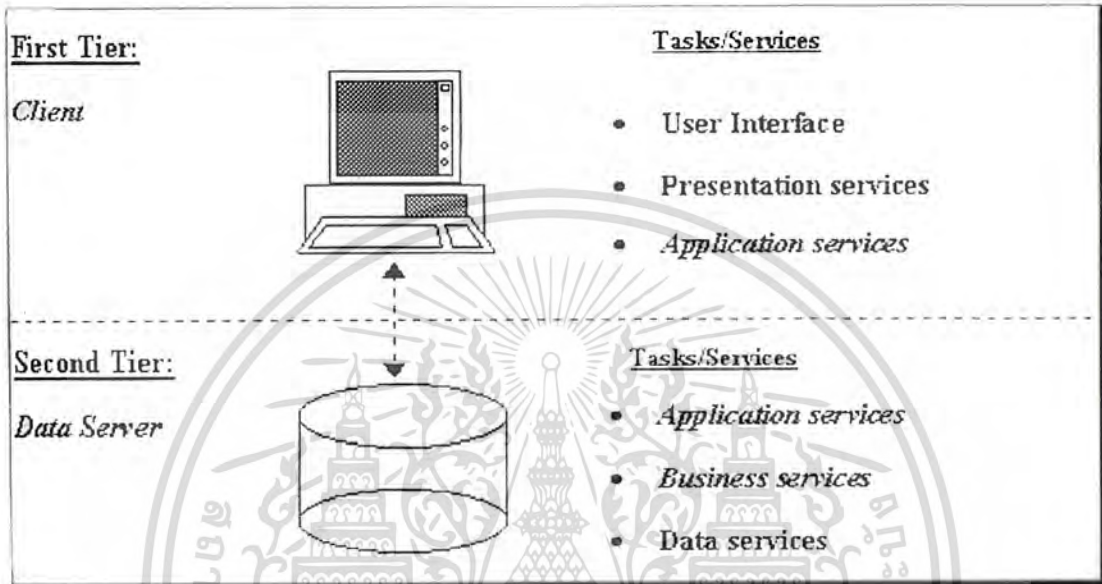 First Tier:
Client
Tasks/Services
• User Interface
• Presentation services
• Application services
Second Tier:
Data Server
Tasks/Services
• Application services
• Business services
• Data services